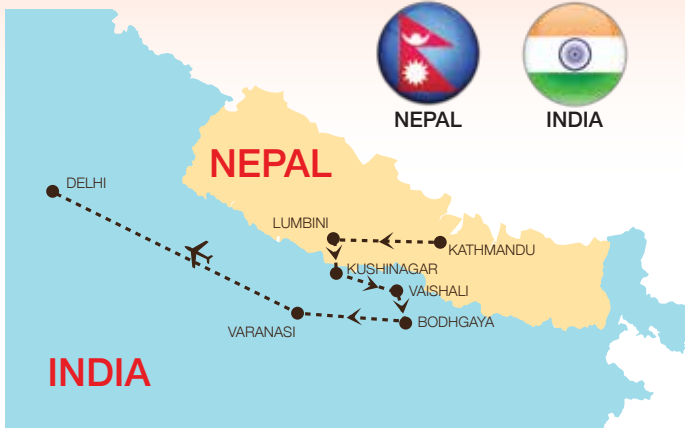 NEPAL
INDIA
NEPAL
DELHI
LUMBINI
KATHMANDU
KUSHINAGAR
VAISHALI
BODHGAYA
VARANASI
INDIA